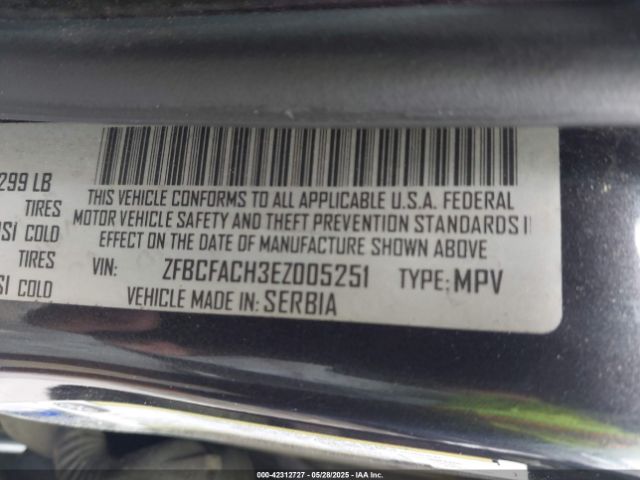 299 LB
TIRES
SI COLD
TIRES
SI COLD
THIS VEHICLE CONFORMS TO ALL APPLICABLE U.S.A. FEDERAL
MOTOR VEHICLE SAFETY AND THEFT PREVENTION STANDARDS I
EFFECT ON THE DATE OF MANUFACTURE SHOWN ABOVE
VIN: ZFBCFACH3EZ005251 TYPE: MPV
VEHICLE MADE IN: SERBIA
000-42312727 05/28/2025 IAA Inc.